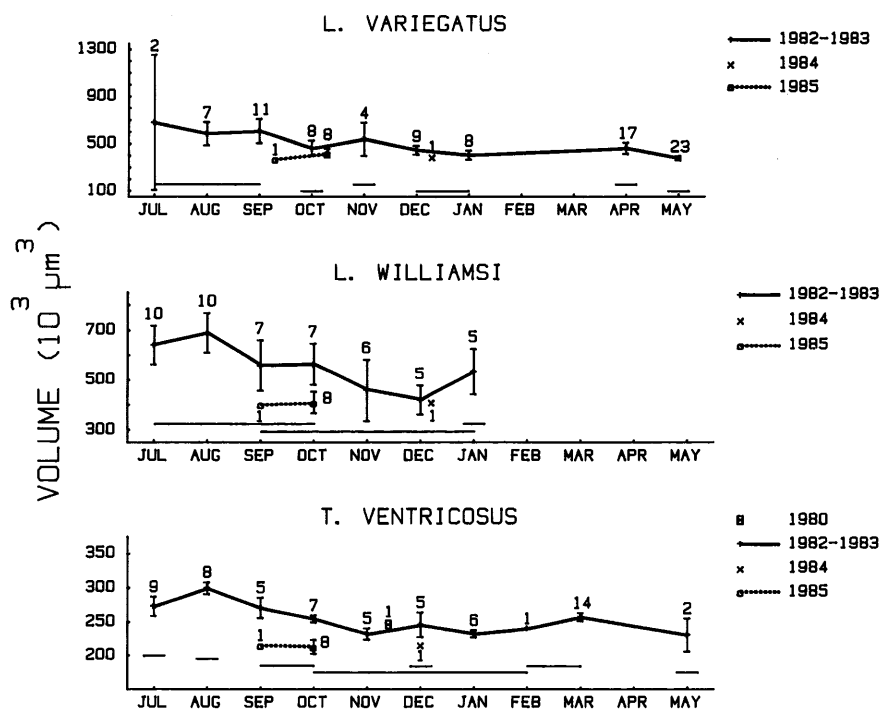 L. VARIEGATUS
1300
900
500
100
2 7 11 1 8 8 4 9 1 8 17 23
JUL AUG SEP OCT NOV DEC JAN FEB MAR APR MAY
1982-1983
1984
1985
VOLUME (10³ µm³)
L. WILLIAMSI
700
500
300
10 10 7 1 7 8 6 5 1 5
JUL AUG SEP OCT NOV DEC JAN FEB MAR APR MAY
1982-1983
1984
1985
T. VENTRICOSUS
350
300
250
200
9 8 5 1 7 8 5 1 5 1 6 1 14 2
JUL AUG SEP OCT NOV DEC JAN FEB MAR APR MAY
1980
1982-1983
1984
1985